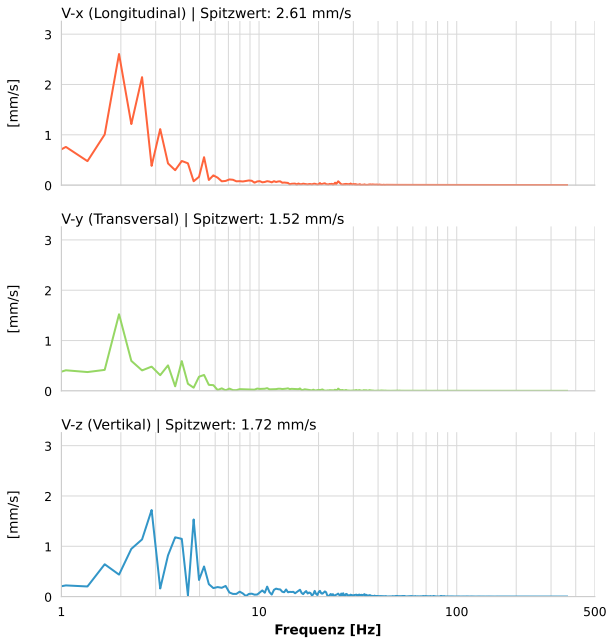 V-x (Longitudinal) | Spitzwert: 2.61 mm/s
3
2
1
0
[mm/s]
V-y (Transversal) | Spitzwert: 1.52 mm/s
3
2
1
0
[mm/s]
V-z (Vertikal) | Spitzwert: 1.72 mm/s
3
2
1
0
[mm/s]
1 10 100 500
Frequenz [Hz]